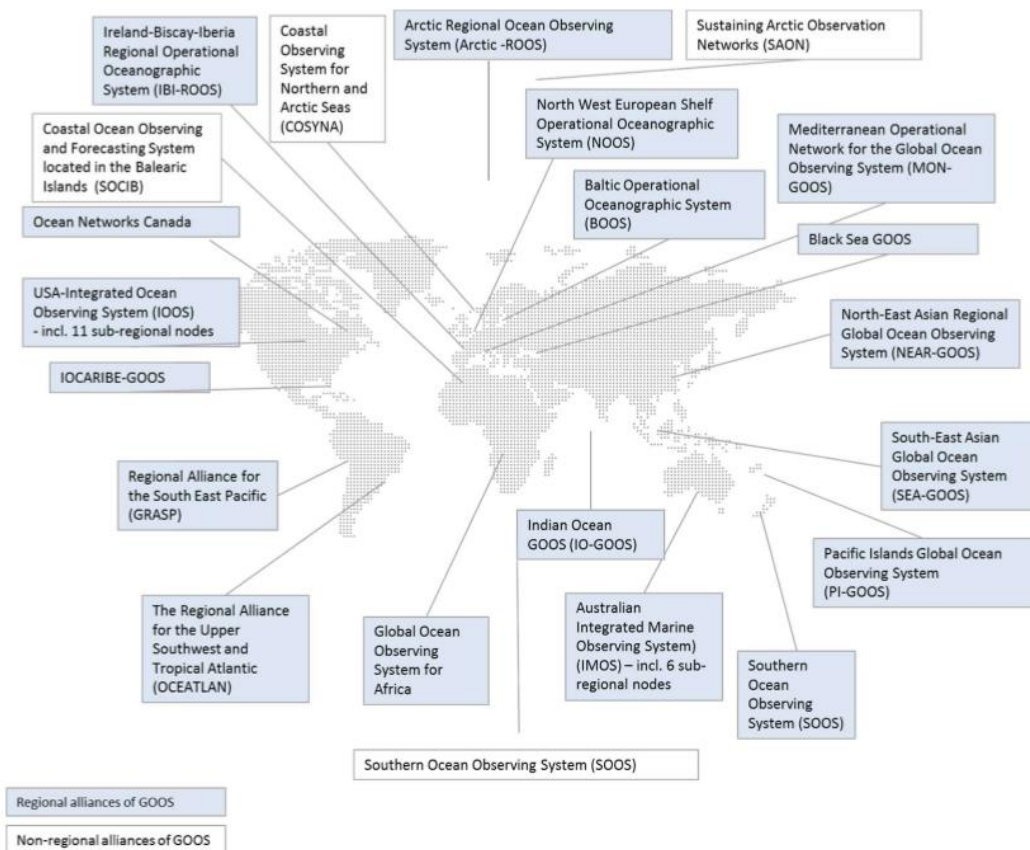 Ireland-Biscay-Iberia
Regional Operational
Oceanographic
System (IBI-ROOS)
Coastal
Observing
System for
Northern and
Arctic Seas
(COSYNA)
Arctic Regional Ocean Observing
System (Arctic -ROOS)
Sustaining Arctic Observation
Networks (SAON)
North West European Shelf
Operational Oceanographic
System (NOOS)
Mediterranean Operational
Network for the Global Ocean
Observing System (MON-
GOOS)
Coastal Ocean Observing
and Forecasting System
located in the Balearic
Islands (SOCIB)
Baltic Operational
Oceanographic System
(BOOS)
Ocean Networks Canada
Black Sea GOOS
USA-Integrated Ocean
Observing System (IOOS)
- incl. 11 sub-regional nodes
North-East Asian Regional
Global Ocean Observing
System (NEAR-GOOS)
IOCARIBE-GOOS
South-East Asian
Global Ocean
Observing System
(SEA-GOOS)
Regional Alliance for
the South East Pacific
(GRASP)
Indian Ocean
GOOS (IO-GOOS)
Pacific Islands Global Ocean
Observing System
(PI-GOOS)
The Regional Alliance
for the Upper
Southwest and
Tropical Atlantic
(OCEATLAN)
Global Ocean
Observing
System for
Africa
Australian
Integrated Marine
Observing System)
(IMOS) – incl. 6 sub-
regional nodes
Southern
Ocean
Observing
System (SOOS)
Southern Ocean Observing System (SOOS)
Regional alliances of GOOS
Non-regional alliances of GOOS